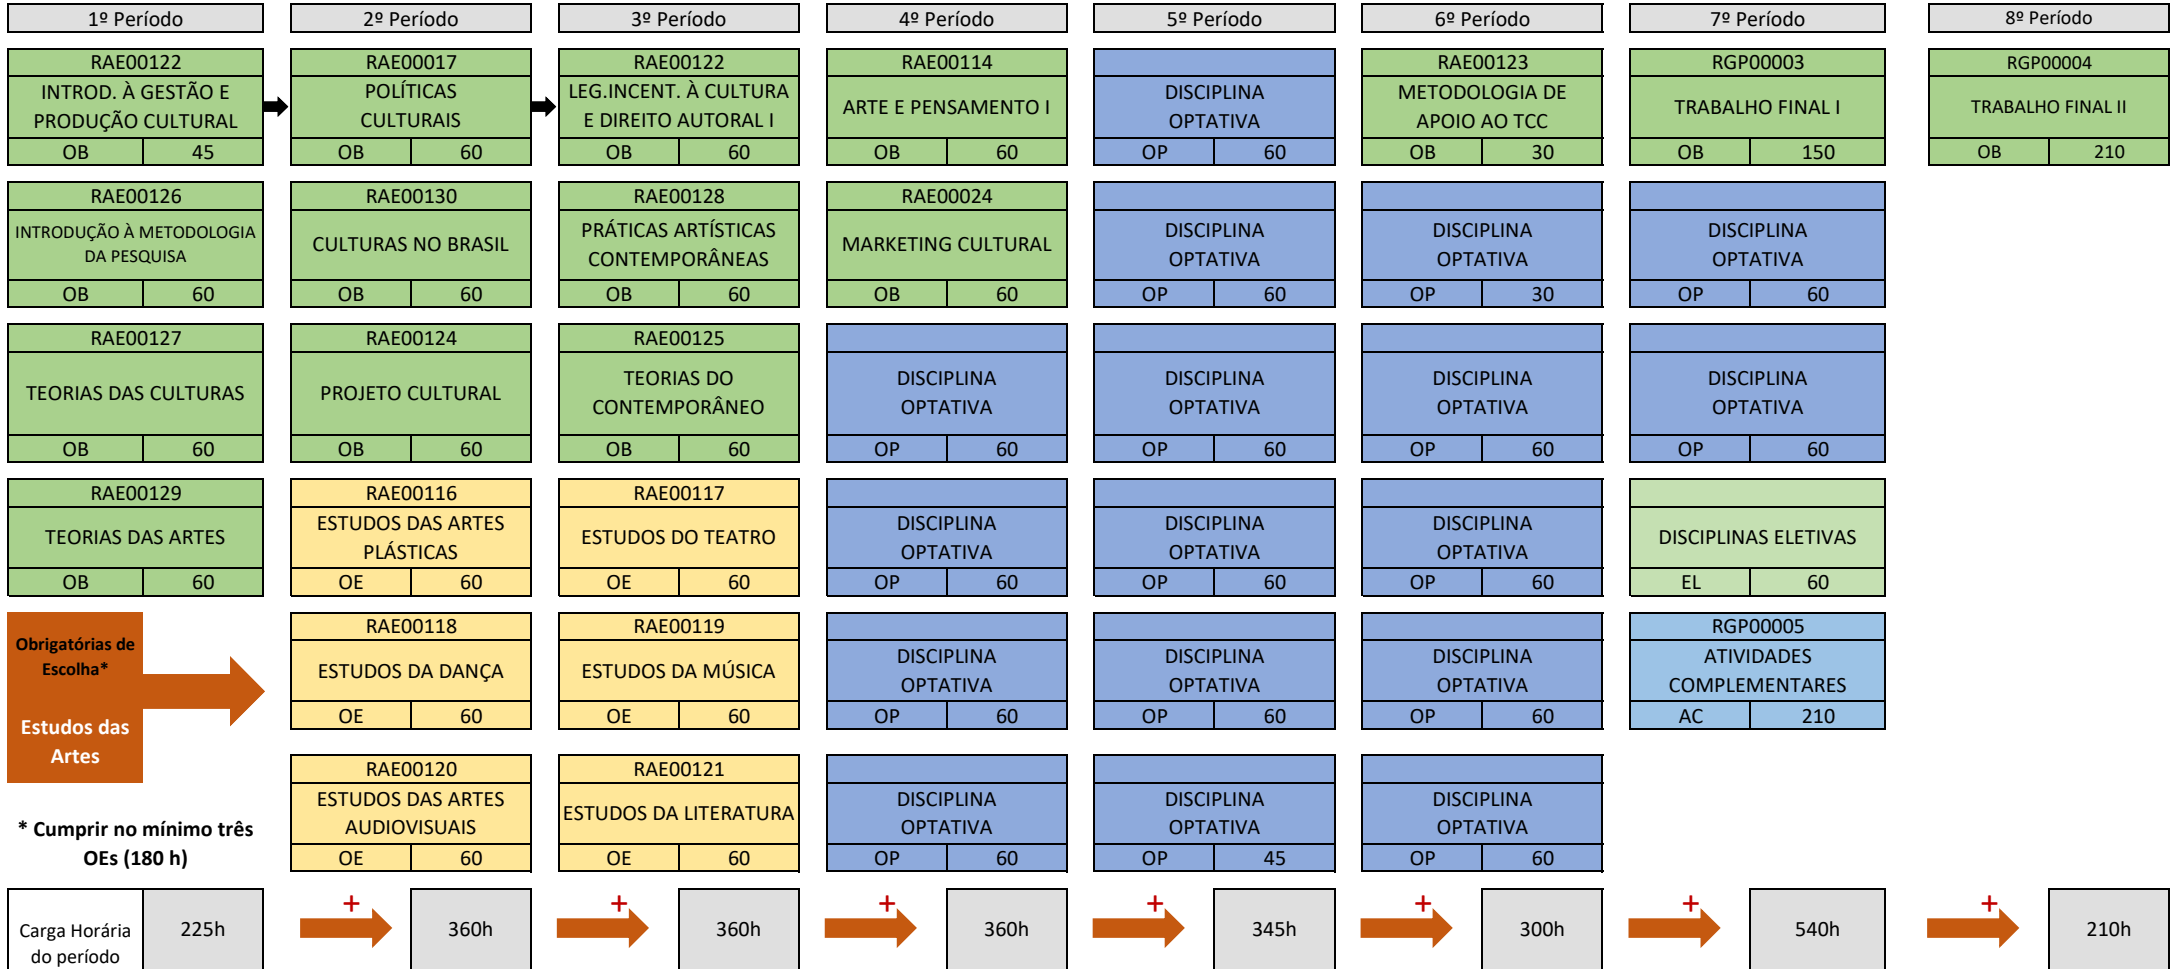 1º Período
2º Período
3º Período
4º Período
5º Período
6º Período
7º Período
8º Período
RAE00122
INTROD. À GESTÃO E
PRODUÇÃO CULTURAL
OB 45
RAE00017
POLÍTICAS
CULTURAIS
OB 60
RAE00122
LEG.INCENT. À CULTURA
E DIREITO AUTORAL I
OB 60
RAE00114
ARTE E PENSAMENTO I
OB 60
DISCIPLINA
OPTATIVA
OP 60
RAE00123
METODOLOGIA DE
APOIO AO TCC
OB 30
RGP00003
TRABALHO FINAL I
OB 150
RGP00004
TRABALHO FINAL II
OB 210
RAE00126
INTRODUÇÃO À METODOLOGIA
DA PESQUISA
OB 60
RAE00130
CULTURAS NO BRASIL
OB 60
RAE00128
PRÁTICAS ARTÍSTICAS
CONTEMPORÂNEAS
OB 60
RAE00024
MARKETING CULTURAL
OB 60
DISCIPLINA
OPTATIVA
OP 60
DISCIPLINA
OPTATIVA
OP 30
DISCIPLINA
OPTATIVA
OP 60
RAE00127
TEORIAS DAS CULTURAS
OB 60
RAE00124
PROJETO CULTURAL
OB 60
RAE00125
TEORIAS DO
CONTEMPORÂNEO
OB 60
DISCIPLINA
OPTATIVA
OP 60
DISCIPLINA
OPTATIVA
OP 60
DISCIPLINA
OPTATIVA
OP 60
DISCIPLINA
OPTATIVA
OP 60
RAE00129
TEORIAS DAS ARTES
OB 60
RAE00116
ESTUDOS DAS ARTES
PLÁSTICAS
OE 60
RAE00117
ESTUDOS DO TEATRO
OE 60
DISCIPLINA
OPTATIVA
OP 60
DISCIPLINA
OPTATIVA
OP 60
DISCIPLINA
OPTATIVA
OP 60
DISCIPLINAS ELETIVAS
EL 60
Obrigatórias de
Escolha*
Estudos das
Artes
RAE00118
ESTUDOS DA DANÇA
OE 60
RAE00119
ESTUDOS DA MÚSICA
OE 60
DISCIPLINA
OPTATIVA
OP 60
DISCIPLINA
OPTATIVA
OP 60
DISCIPLINA
OPTATIVA
OP 60
RGP00005
ATIVIDADES
COMPLEMENTARES
AC 210
* Cumprir no mínimo três
OEs (180 h)
RAE00120
ESTUDOS DAS ARTES
AUDIOVISUAIS
OE 60
RAE00121
ESTUDOS DA LITERATURA
OE 60
DISCIPLINA
OPTATIVA
OP 60
DISCIPLINA
OPTATIVA
OP 45
DISCIPLINA
OPTATIVA
OP 60
Carga Horária
do período
225h
+
360h
+
360h
+
360h
+
345h
+
300h
+
540h
+
210h